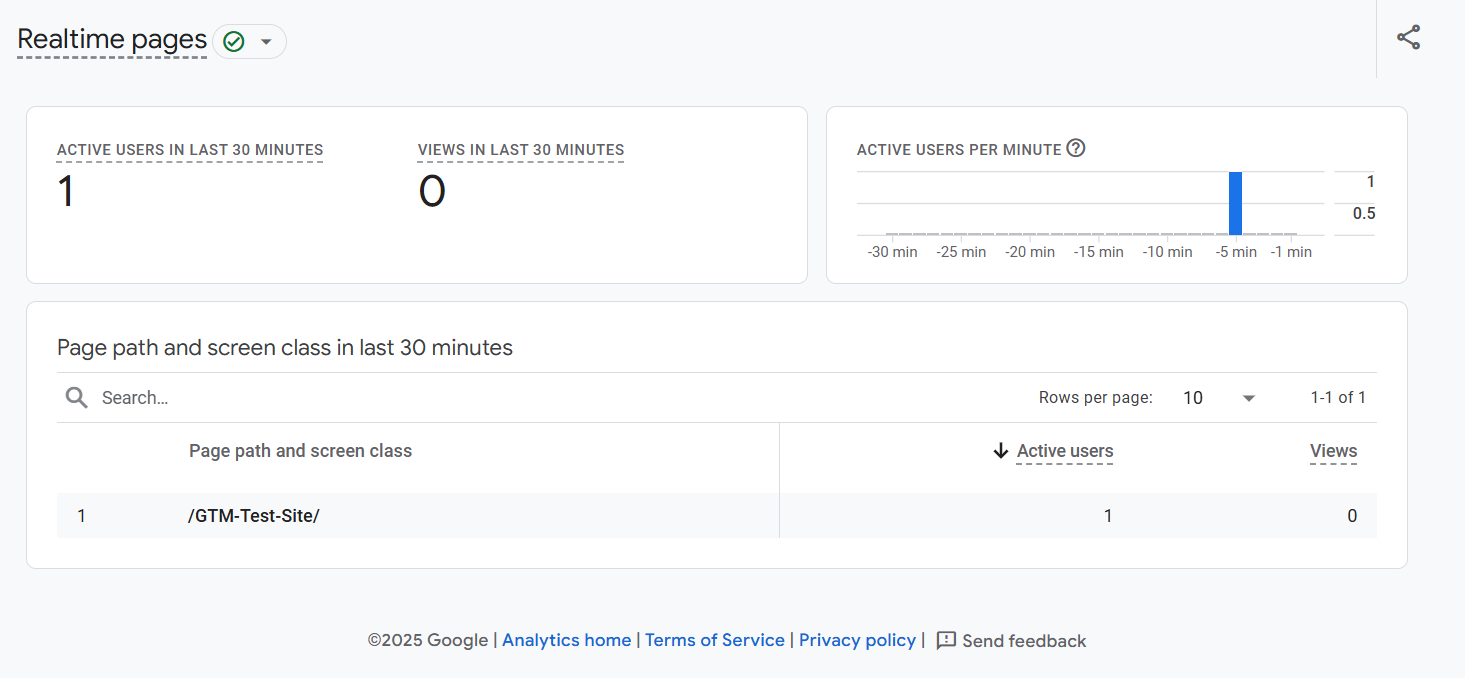 Realtime pages
ACTIVE USERS IN LAST 30 MINUTES
1
VIEWS IN LAST 30 MINUTES
0
ACTIVE USERS PER MINUTE
1
0.5
-30 min -25 min -20 min -15 min -10 min -5 min -1 min
Page path and screen class in last 30 minutes
Search… Rows per page: 10 1-1 of 1
Page path and screen class Active users Views
1 /GTM-Test-Site/ 1 0
©2025 Google | Analytics home | Terms of Service | Privacy policy | Send feedback